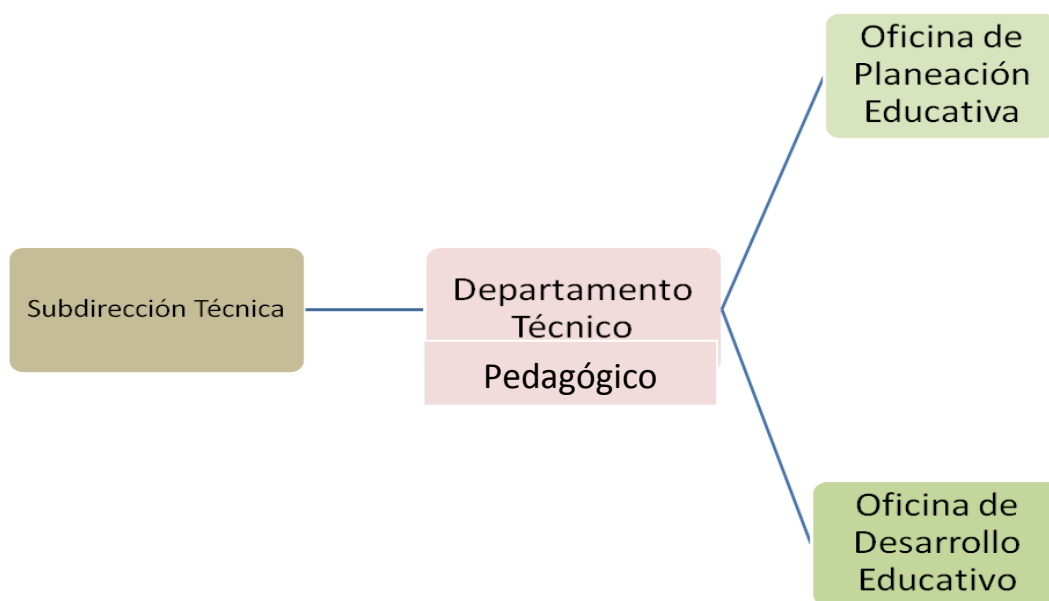 Subdirección Técnica
Departamento
Técnico
Pedagógico
Oficina de
Planeación
Educativa
Oficina de
Desarrollo
Educativo